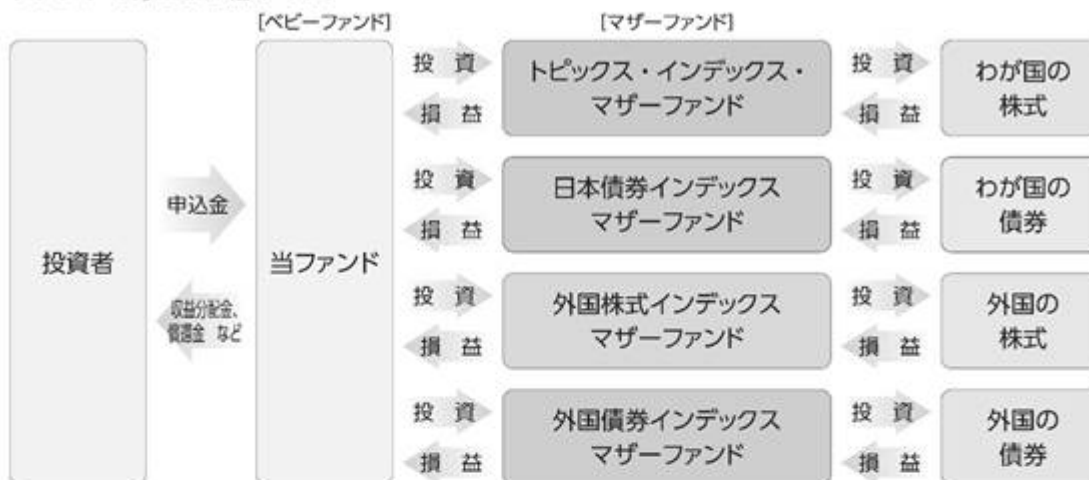 [ベビーファンド]
[マザーファンド]
投資者
申込金
収益分配金、
償還金 など
当ファンド
投 資
損 益
トピックス・インデックス・
マザーファンド
投 資
損 益
わが国の
株式
投 資
損 益
日本債券インデックス
マザーファンド
投 資
損 益
わが国の
債券
投 資
損 益
外国株式インデックス
マザーファンド
投 資
損 益
外国の
株式
投 資
損 益
外国債券インデックス
マザーファンド
投 資
損 益
外国の
債券